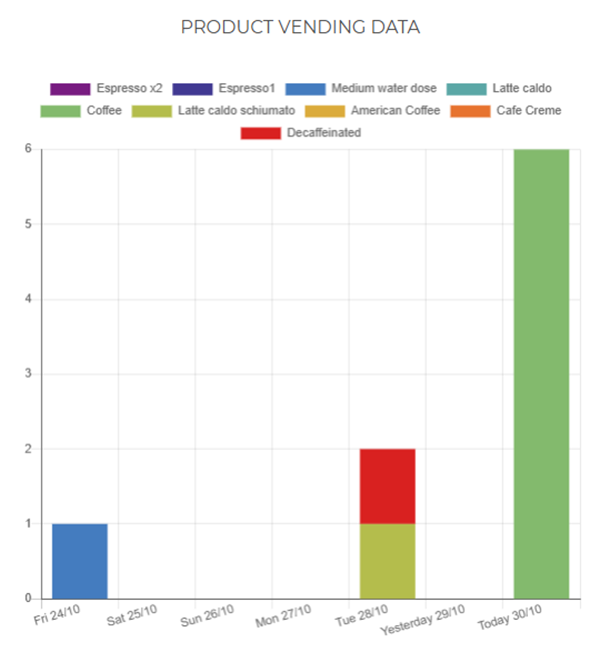 PRODUCT VENDING DATA
Espresso x2 Espresso1 Medium water dose Latte caldo
Coffee Latte caldo schiumato American Coffee Cafe Creme
Decaffeinated
6
5
4
3
2
1
0
Fri 24/10 Sat 25/10 Sun 26/10 Mon 27/10 Tue 28/10 Yesterday 29/10 Today 30/10